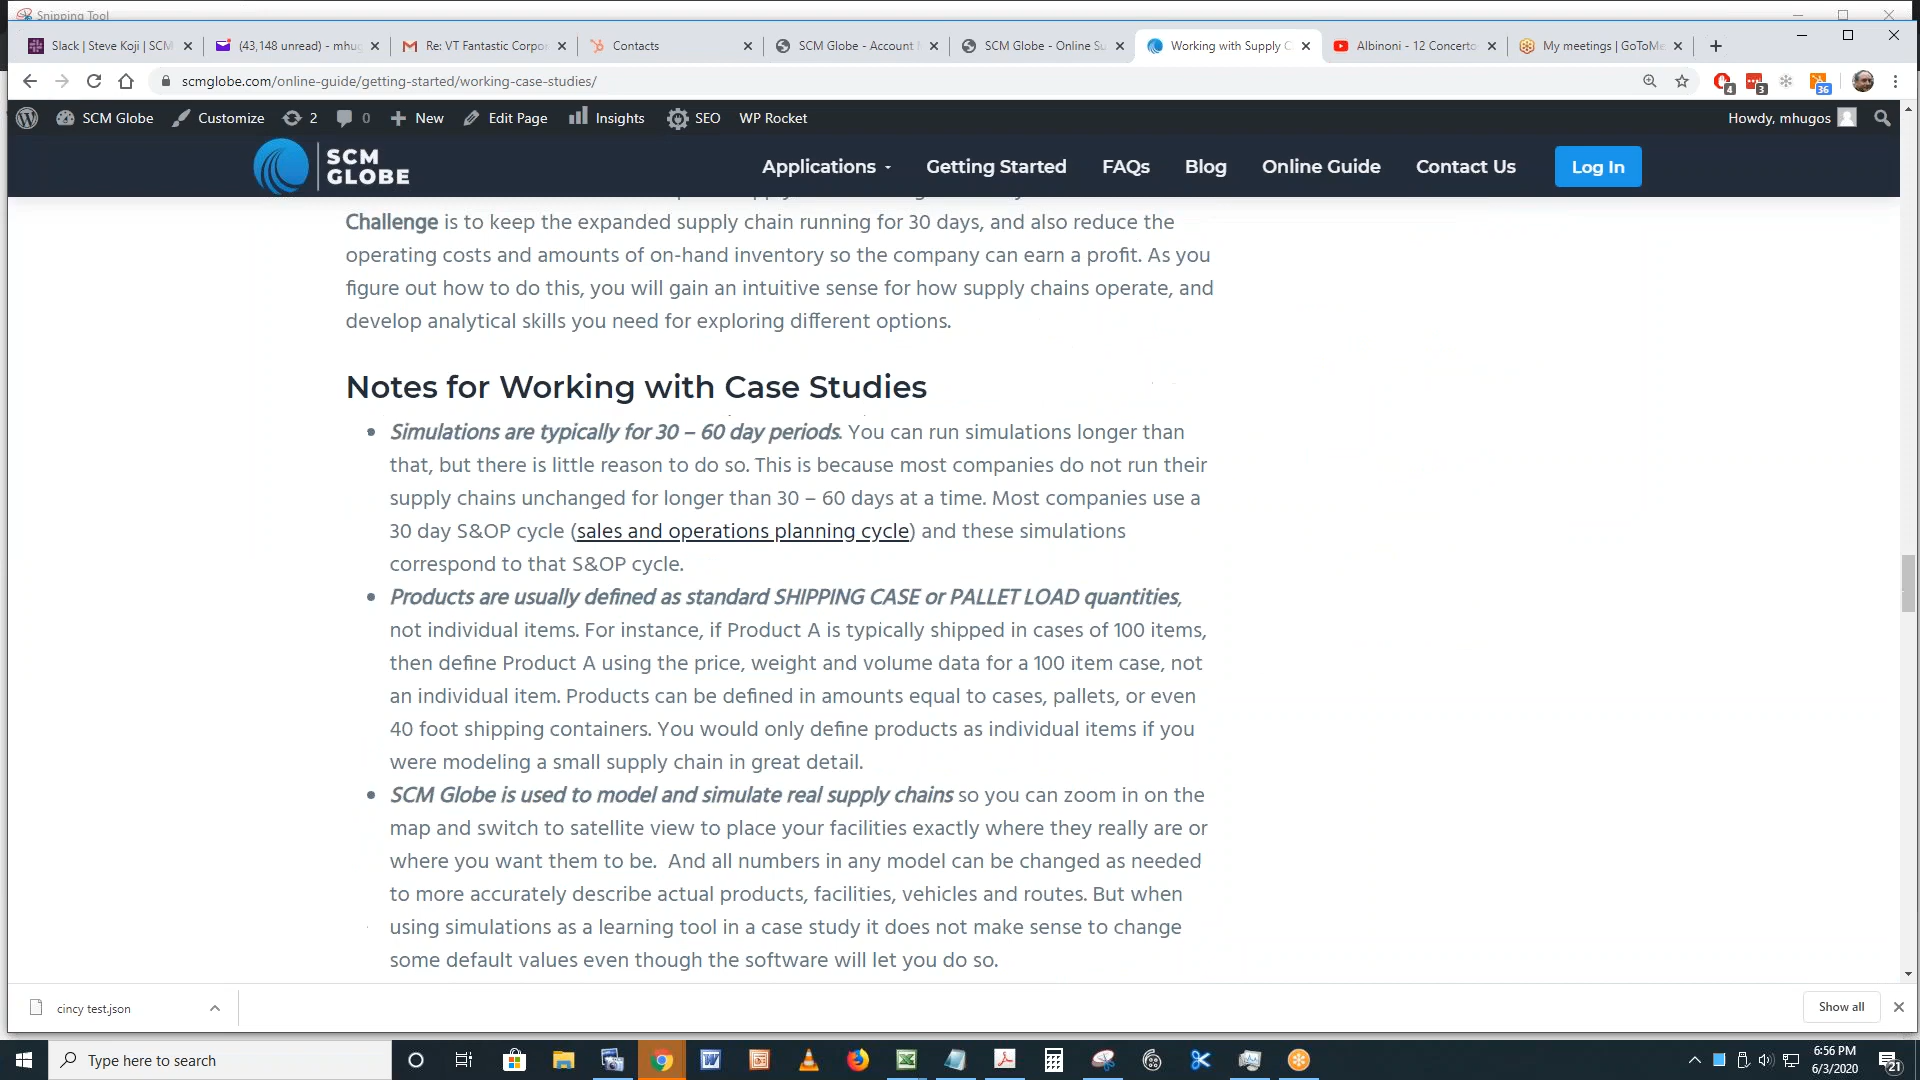 Snipping Tool
Slack | Steve Koji | SCM
(43,148 unread) - mhug
Re: VT Fantastic Corpo
Contacts
SCM Globe - Account
SCM Globe - Online Su
Working with Supply C
Albinoni - 12 Concerto
My meetings | GoToMe
scmglobe.com/online-guide/getting-started/working-case-studies/
4
3
36
SCM Globe
Customize
2
0
New
Edit Page
Insights
SEO
WP Rocket
Howdy, mhugos
SCM
GLOBE
Applications
Getting Started
FAQs
Blog
Online Guide
Contact Us
Log In
Challenge is to keep the expanded supply chain running for 30 days, and also reduce the
operating costs and amounts of on-hand inventory so the company can earn a profit. As you
figure out how to do this, you will gain an intuitive sense for how supply chains operate, and
develop analytical skills you need for exploring different options.
Notes for Working with Case Studies
Simulations are typically for 30 – 60 day periods. You can run simulations longer than
that, but there is little reason to do so. This is because most companies do not run their
supply chains unchanged for longer than 30 – 60 days at a time. Most companies use a
30 day S&OP cycle (sales and operations planning cycle) and these simulations
correspond to that S&OP cycle.
Products are usually defined as standard SHIPPING CASE or PALLET LOAD quantities,
not individual items. For instance, if Product A is typically shipped in cases of 100 items,
then define Product A using the price, weight and volume data for a 100 item case, not
an individual item. Products can be defined in amounts equal to cases, pallets, or even
40 foot shipping containers. You would only define products as individual items if you
were modeling a small supply chain in great detail.
SCM Globe is used to model and simulate real supply chains so you can zoom in on the
map and switch to satellite view to place your facilities exactly where they really are or
where you want them to be.  And all numbers in any model can be changed as needed
to more accurately describe actual products, facilities, vehicles and routes. But when
using simulations as a learning tool in a case study it does not make sense to change
some default values even though the software will let you do so.
cincy test.json
Show all
Type here to search
6:56 PM
6/3/2020
21